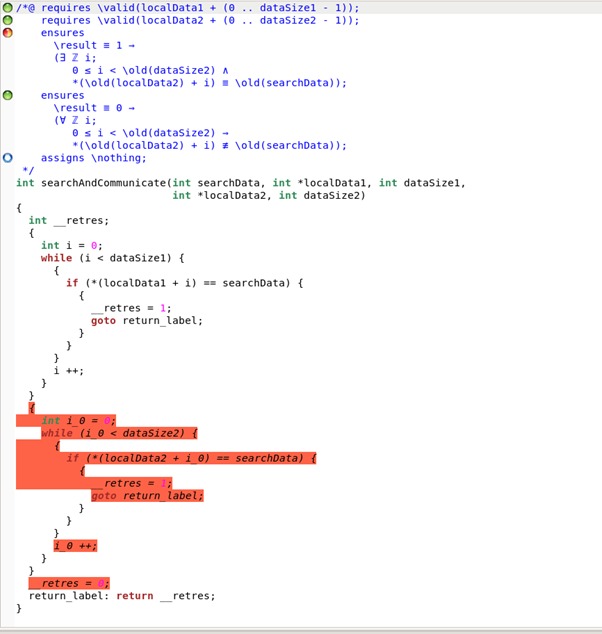 /*@ requires \valid(localData1 + (0 .. dataSize1 - 1));
requires \valid(localData2 + (0 .. dataSize2 - 1));
ensures
\result ≡ 1 →
(∃ ℤ i;
0 ≤ i < \old(dataSize2) ∧
*(\old(localData2) + i) ≡ \old(searchData));
ensures
\result ≡ 0 →
(∀ ℤ i;
0 ≤ i < \old(dataSize2) →
*(\old(localData2) + i) ≢ \old(searchData));
assigns \nothing;
*/
int searchAndCommunicate(int searchData, int *localData1, int dataSize1,
int *localData2, int dataSize2)
{
int __retres;
{
int i = 0;
while (i < dataSize1) {
{
if (*(localData1 + i) == searchData) {
{
__retres = 1;
goto return_label;
}
}
}
i ++;
}
}
{
int i_0 = 0;
while (i_0 < dataSize2) {
{
if (*(localData2 + i_0) == searchData) {
{
__retres = 1;
goto return_label;
}
}
}
i_0 ++;
}
}
__retres = 0;
return_label: return __retres;
}